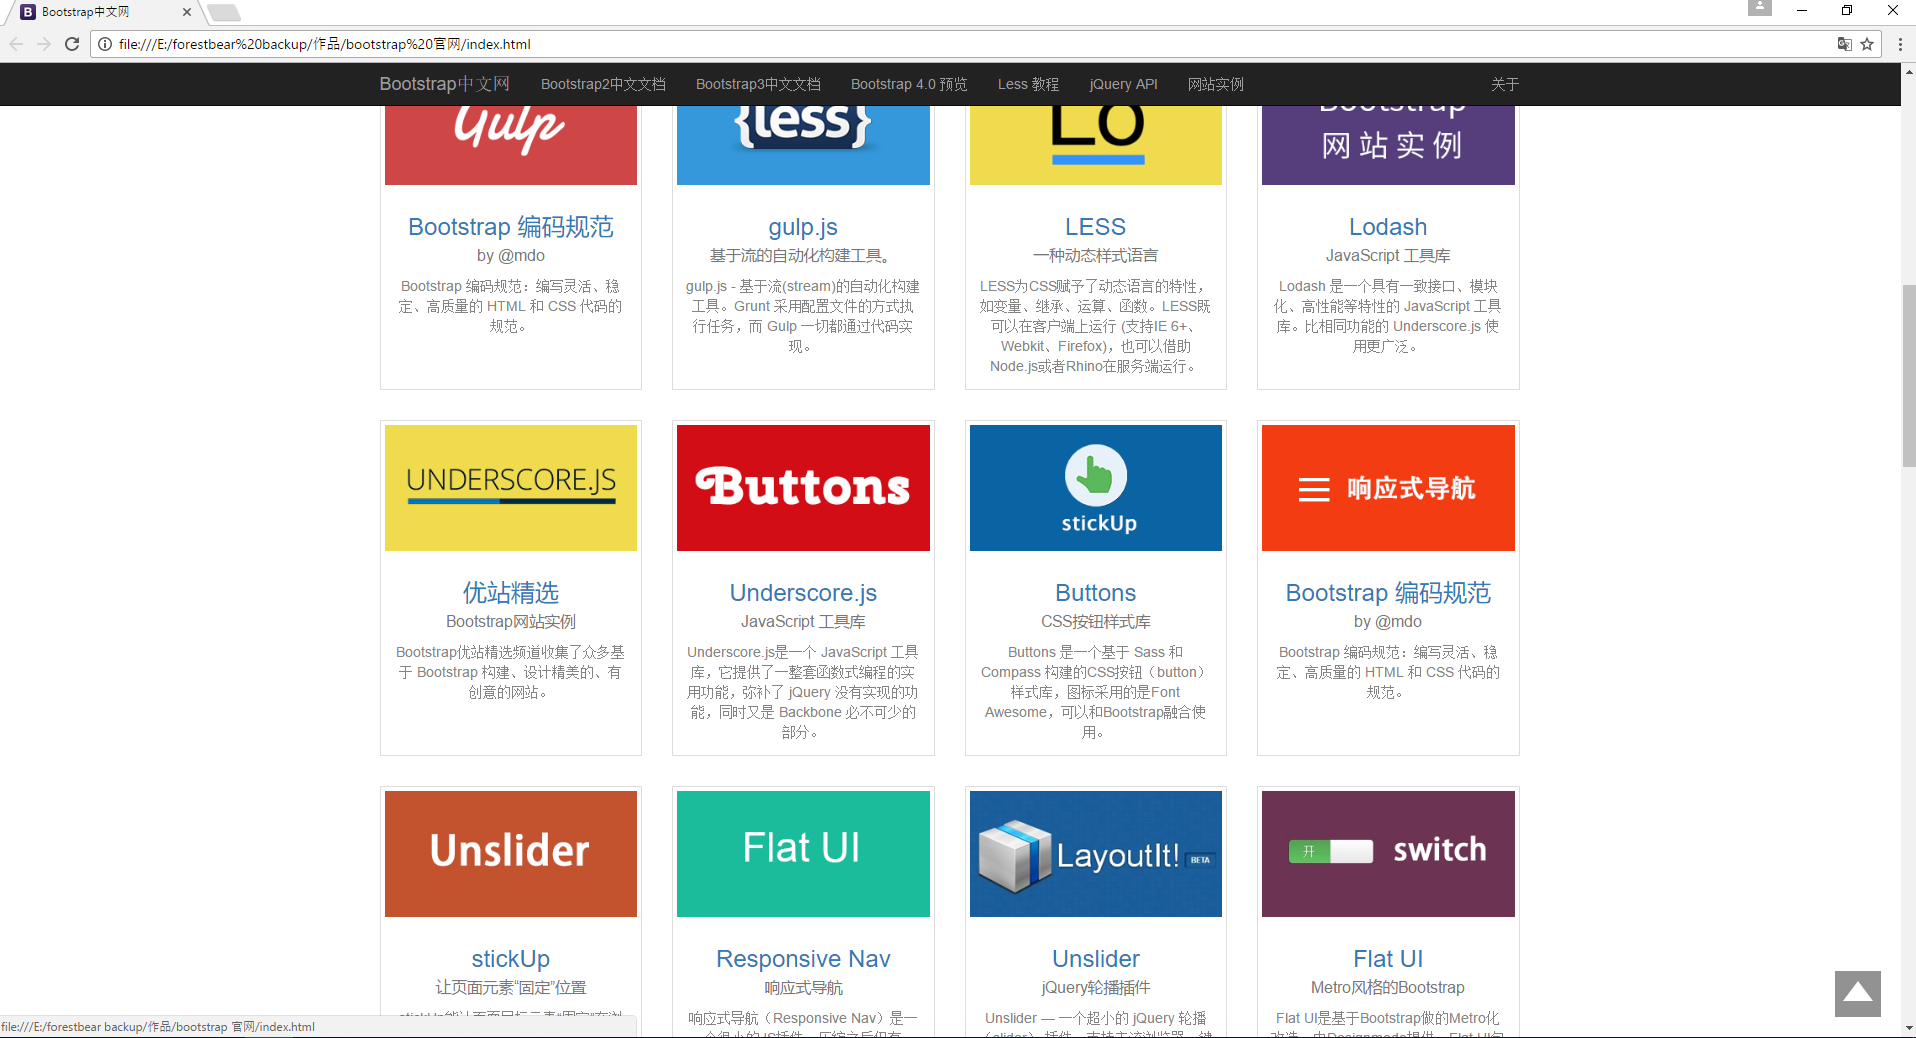 Bootstrap中文网
file:///E:/forestbear%20backup/作品/bootstrap%20官网/index.html
Bootstrap中文网 Bootstrap2中文文档 Bootstrap3中文文档 Bootstrap 4.0 预览 Less 教程 jQuery API 网站实例 关于
Gulp
{less}
Lo
Bootstrap
网站实例
Bootstrap 编码规范
by @mdo
Bootstrap 编码规范：编写灵活、稳
定、高质量的 HTML 和 CSS 代码的
规范。
gulp.js
基于流的自动化构建工具。
gulp.js - 基于流(stream)的自动化构建
工具。Grunt 采用配置文件的方式执
行任务，而 Gulp 一切都通过代码实
现。
LESS
一种动态样式语言
LESS为CSS赋予了动态语言的特性，
如变量、继承、运算、函数。LESS既
可以在客户端上运行 (支持IE 6+、
Webkit、Firefox)，也可以借助
Node.js或者Rhino在服务端运行。
Lodash
JavaScript 工具库
Lodash 是一个具有一致接口、模块
化、高性能等特性的 JavaScript 工具
库。比相同功能的 Underscore.js 使
用更广泛。
UNDERSCORE.JS
Buttons
stickUp
响应式导航
优站精选
Bootstrap网站实例
Bootstrap优站精选频道收集了众多基
于 Bootstrap 构建、设计精美的、有
创意的网站。
Underscore.js
JavaScript 工具库
Underscore.js是一个 JavaScript 工具
库，它提供了一整套函数式编程的实
用功能，弥补了 jQuery 没有实现的功
能，同时又是 Backbone 必不可少的
部分。
Buttons
CSS按钮样式库
Buttons 是一个基于 Sass 和
Compass 构建的CSS按钮（button）
样式库，图标采用的是Font
Awesome，可以和Bootstrap融合使
用。
Bootstrap 编码规范
by @mdo
Bootstrap 编码规范：编写灵活、稳
定、高质量的 HTML 和 CSS 代码的
规范。
Unslider
Flat UI
LayoutIt! BETA
开 switch
stickUp
让页面元素“固定”位置
Responsive Nav
响应式导航
响应式导航（Responsive Nav）是一
Unslider
jQuery轮播插件
Unslider — 一个超小的 jQuery 轮播
Flat UI
Metro风格的Bootstrap
Flat UI是基于Bootstrap做的Metro化
file:///E:/forestbear backup/作品/bootstrap 官网/index.html